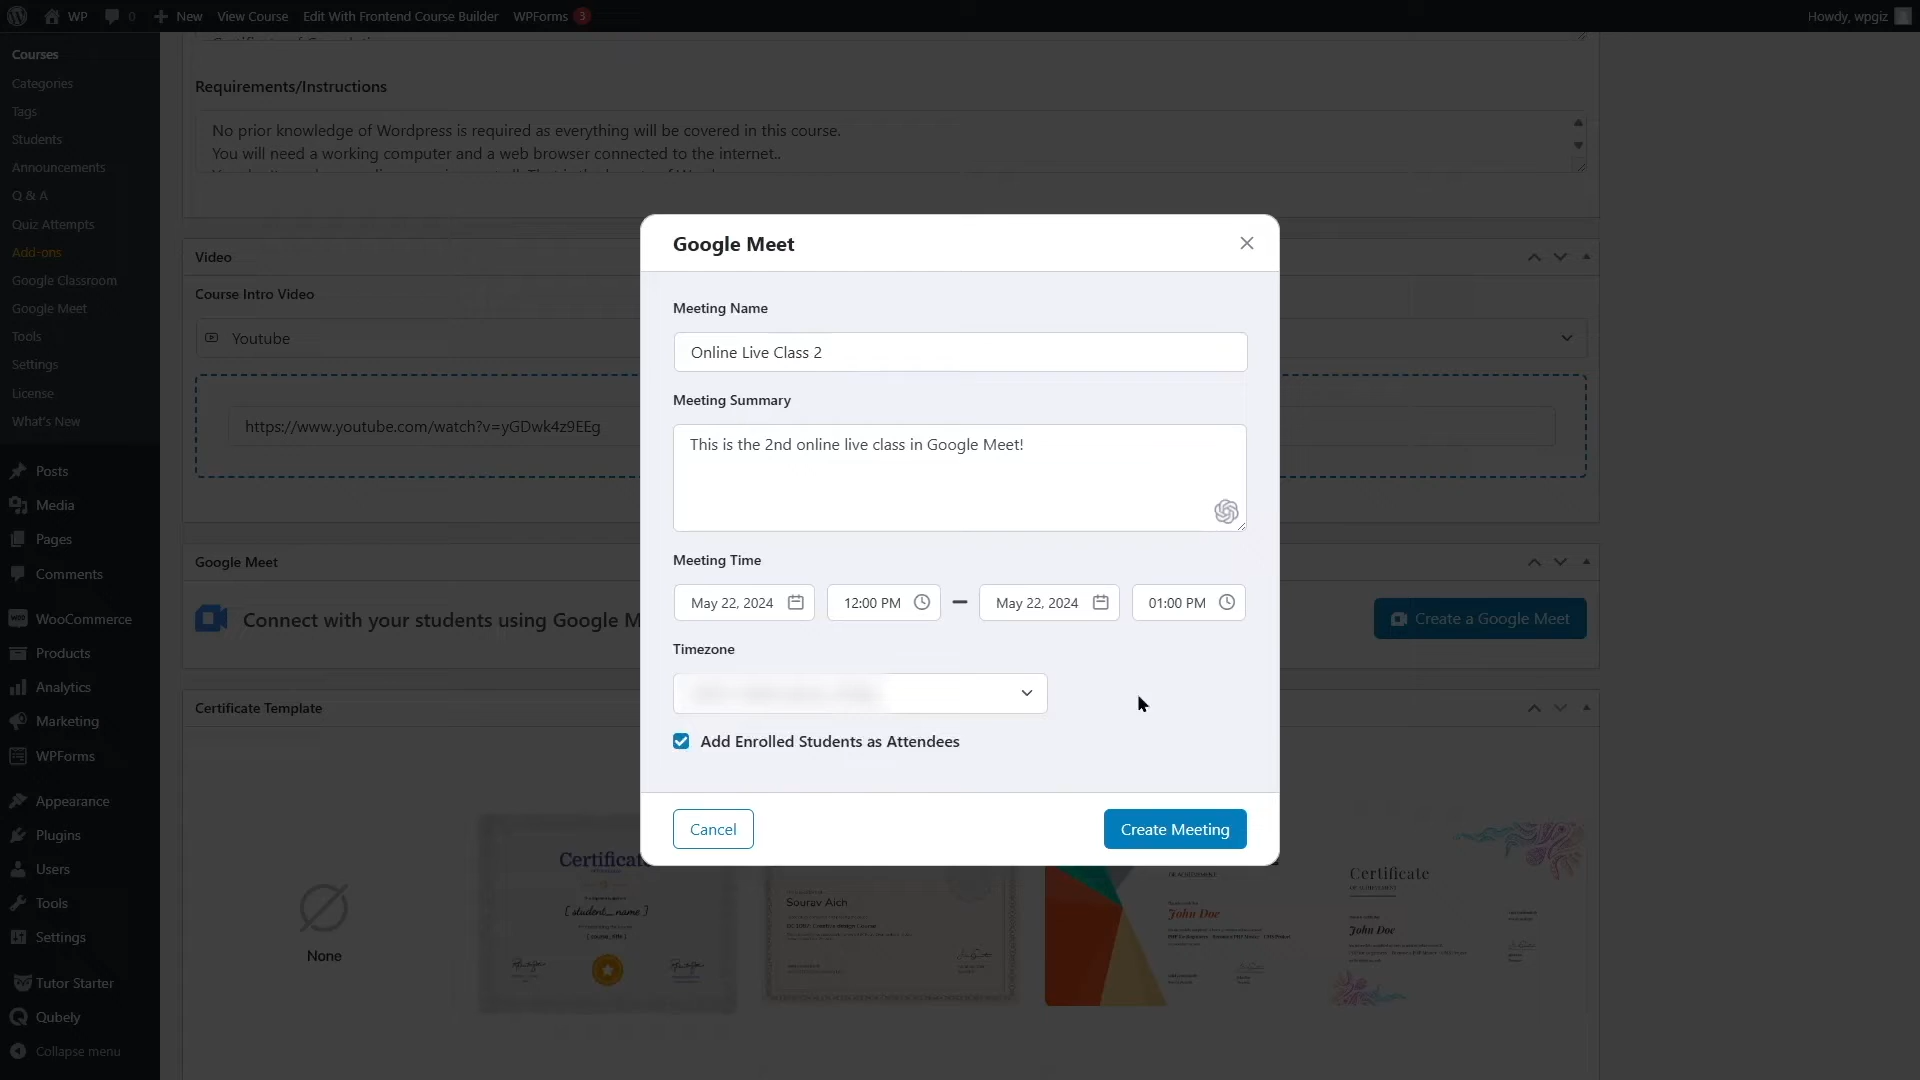 WP
0
New
View Course
Edit With Frontend Course Builder
WPForms 3
Howdy, wpgiz
Courses
Categories
Tags
Students
Announcements
Q & A
Quiz Attempts
Add-ons
Google Classroom
Google Meet
Tools
Settings
License
What's New
Posts
Media
Pages
Comments
WooCommerce
Products
Analytics
Marketing
WPForms
Appearance
Plugins
Users
Tools
Settings
Tutor Starter
Qubely
Collapse menu
Requirements/Instructions
No prior knowledge of Wordpress is required as everything will be covered in this course.
You will need a working computer and a web browser connected to the internet..
Video
Course Intro Video
Youtube
https://www.youtube.com/watch?v=yGDwk4z9EEg
Google Meet
Connect with your students using Google M
Create a Google Meet
Certificate Template
None
Google Meet
Meeting Name
Online Live Class 2
Meeting Summary
This is the 2nd online live class in Google Meet!
Meeting Time
May 22, 2024
12:00 PM
May 22, 2024
01:00 PM
Timezone
Add Enrolled Students as Attendees
Cancel
Create Meeting
Certificat
[ student_name ]
[ course_title ]
Sourav Aich
John Doe
Certificate
OF ACHIEVEMENT
John Doe